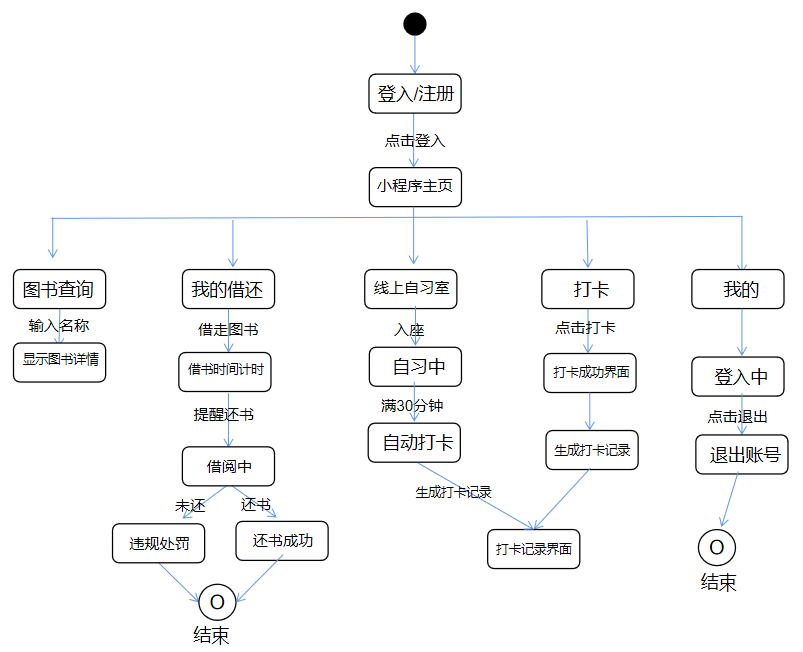 登入/注册
点击登入
小程序主页
图书查询
我的借还
线上自习室
打卡
我的
输入名称
借走图书
入座
点击打卡
显示图书详情
借书时间计时
自习中
打卡成功界面
登入中
提醒还书
满30分钟
点击退出
借阅中
自动打卡
生成打卡记录
退出账号
未还
还书
生成打卡记录
违规处罚
还书成功
打卡记录界面
O
结束
O
结束